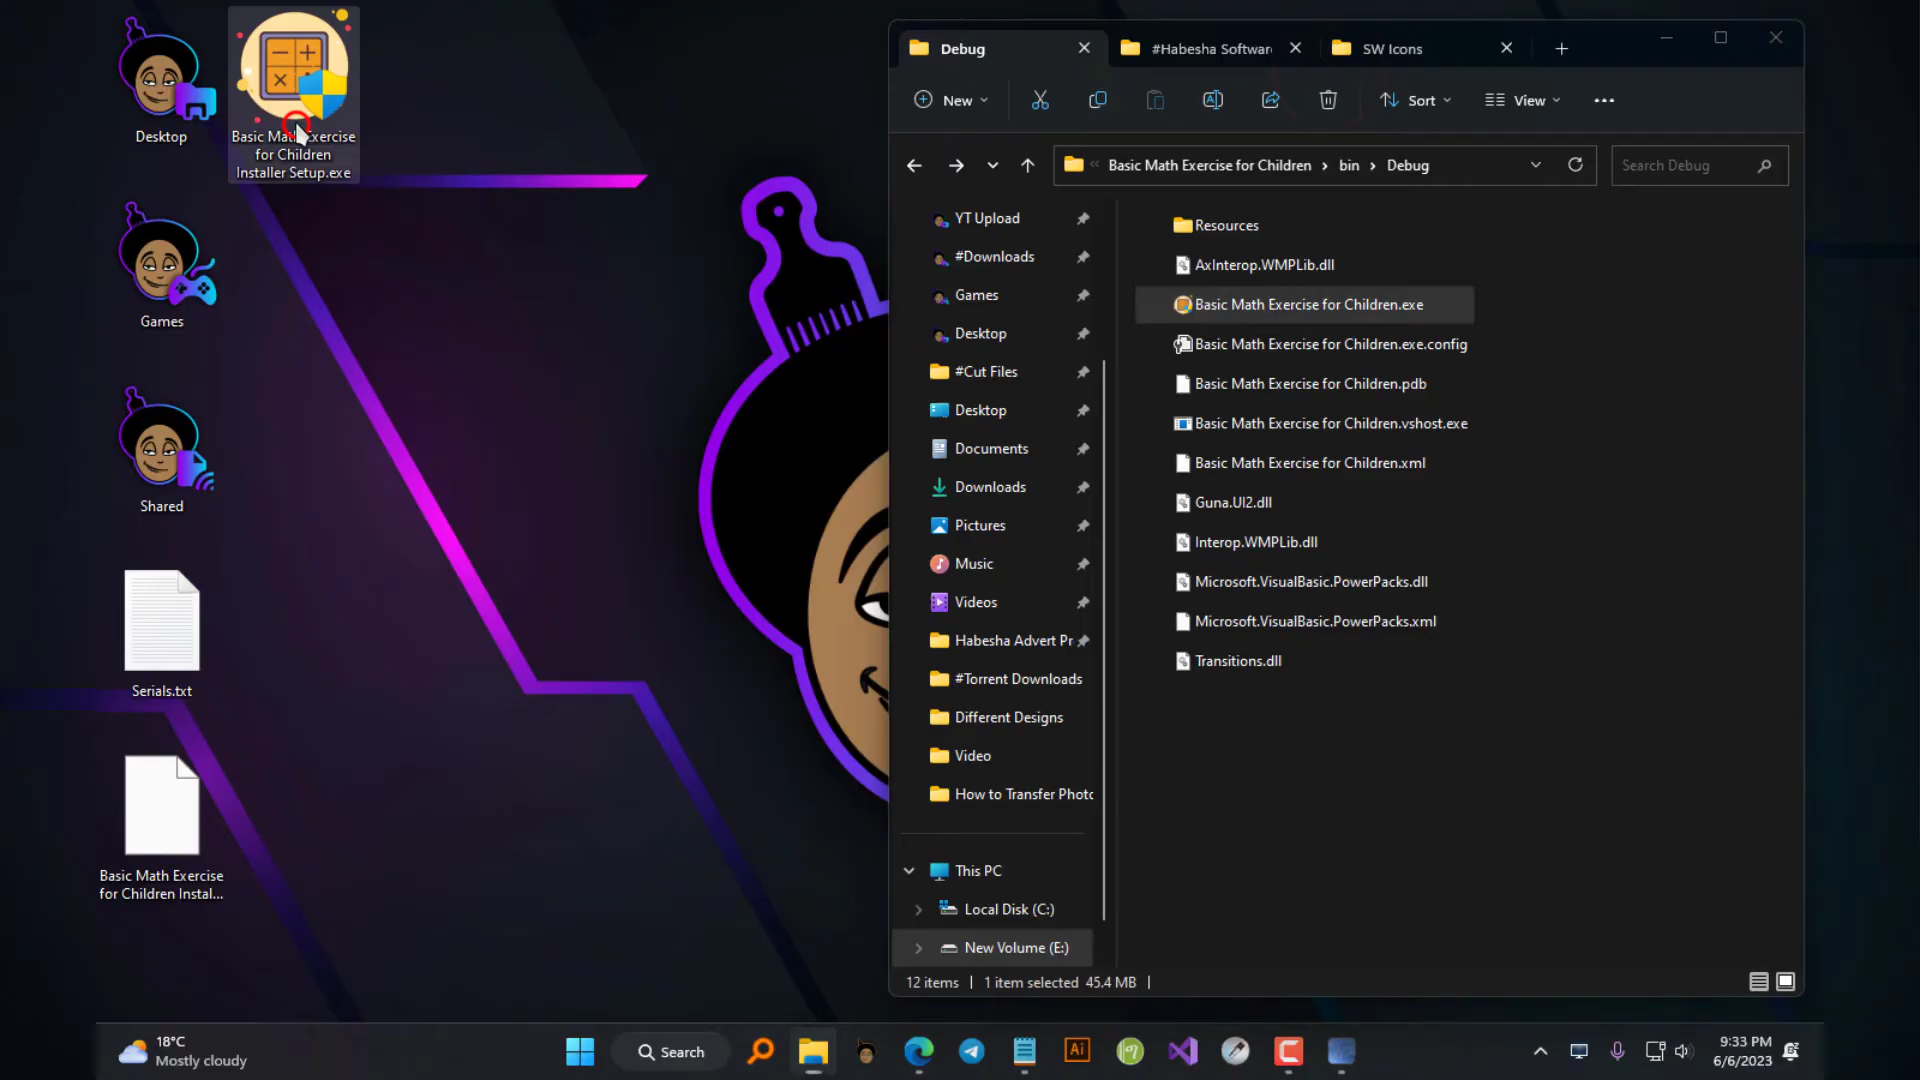 Desktop
Basic Math Exercise
for Children
Installer Setup.exe
Games
Shared
Serials.txt
Basic Math Exercise
for Children Instal...
Debug
#Habesha Software
SW Icons
New
Sort
View
Basic Math Exercise for Children
bin
Debug
Search Debug
YT Upload
#Downloads
Games
Desktop
#Cut Files
Desktop
Documents
Downloads
Pictures
Music
Videos
Habesha Advert Pr
#Torrent Downloads
Different Designs
Video
How to Transfer Photo
This PC
Local Disk (C:)
New Volume (E:)
Resources
AxInterop.WMPLib.dll
Basic Math Exercise for Children.exe
Basic Math Exercise for Children.exe.config
Basic Math Exercise for Children.pdb
Basic Math Exercise for Children.vshost.exe
Basic Math Exercise for Children.xml
Guna.UI2.dll
Interop.WMPLib.dll
Microsoft.VisualBasic.PowerPacks.dll
Microsoft.VisualBasic.PowerPacks.xml
Transitions.dll
12 items
1 item selected 45.4 MB
18°C
Mostly cloudy
Search
Ai
9:33 PM
6/6/2023